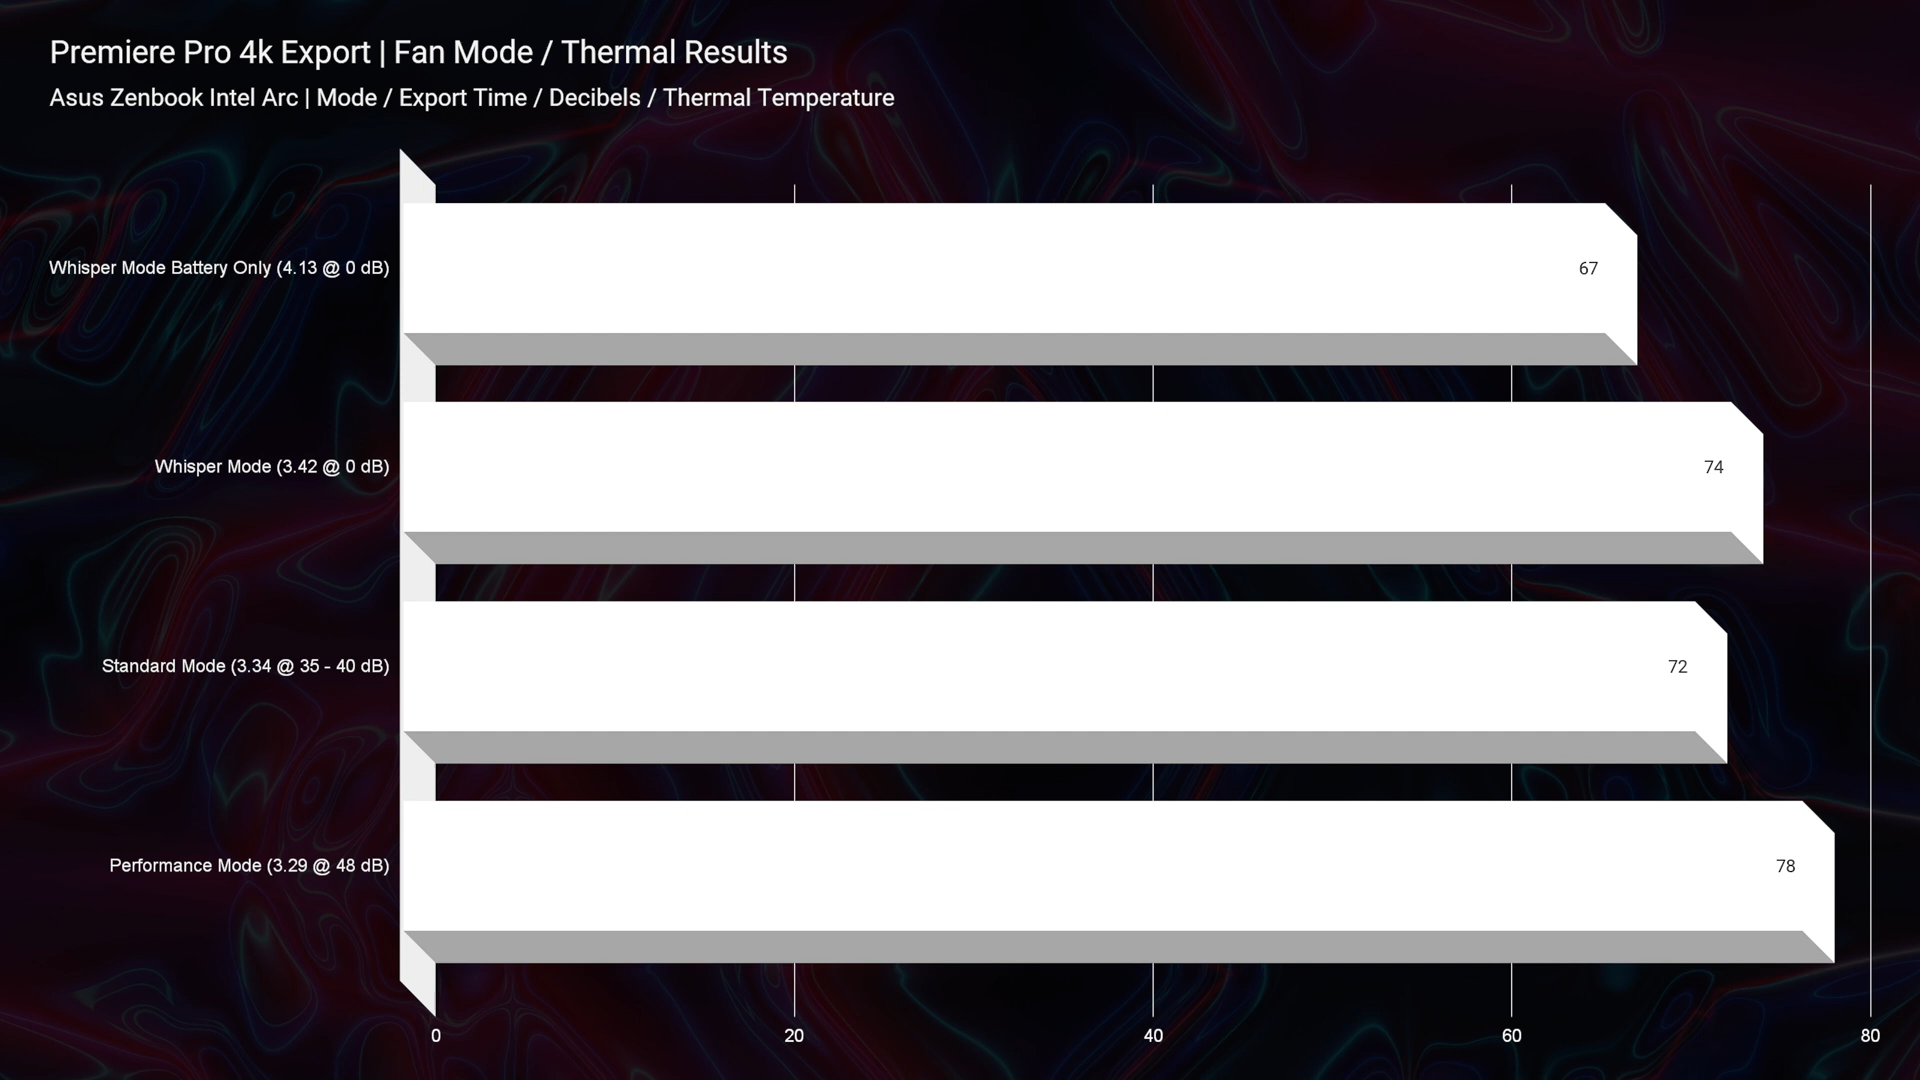 Premiere Pro 4k Export | Fan Mode / Thermal Results
Asus Zenbook Intel Arc | Mode / Export Time / Decibels / Thermal Temperature
Whisper Mode Battery Only (4.13 @ 0 dB)
67
Whisper Mode (3.42 @ 0 dB)
74
Standard Mode (3.34 @ 35 - 40 dB)
72
Performance Mode (3.29 @ 48 dB)
78
0 20 40 60 80